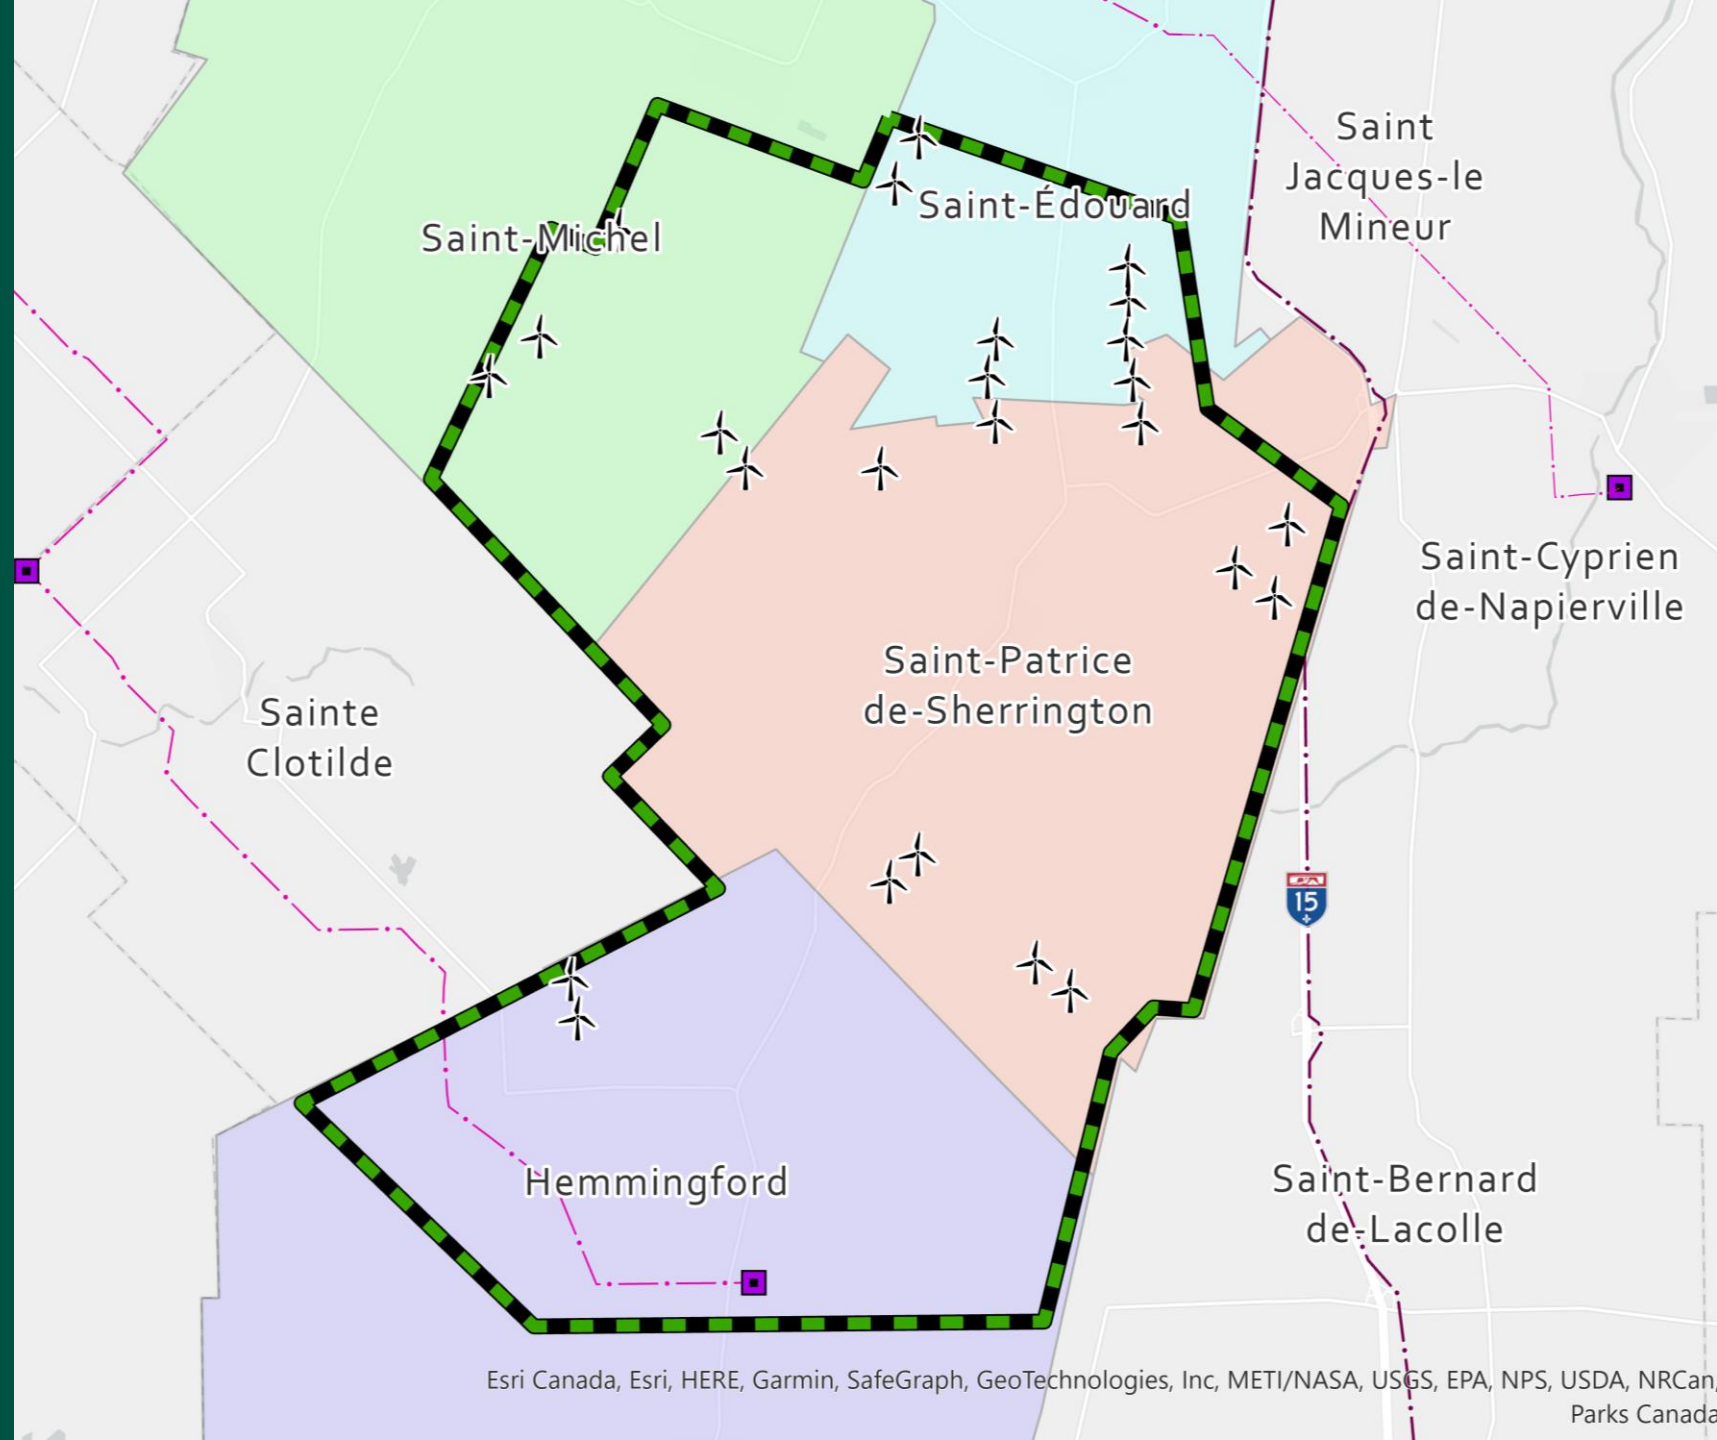 Saint
Jacques-le
Mineur
Saint-Édouard
Saint-Michel
Saint-Cyprien
de-Napierville
Saint-Patrice
de-Sherrington
Sainte
Clotilde
15
Hemmingford
Saint-Bernard
de-Lacolle
Esri Canada, Esri, HERE, Garmin, SafeGraph, GeoTechnologies, Inc, METI/NASA, USGS, EPA, NPS, USDA, NRCan,
Parks Canada